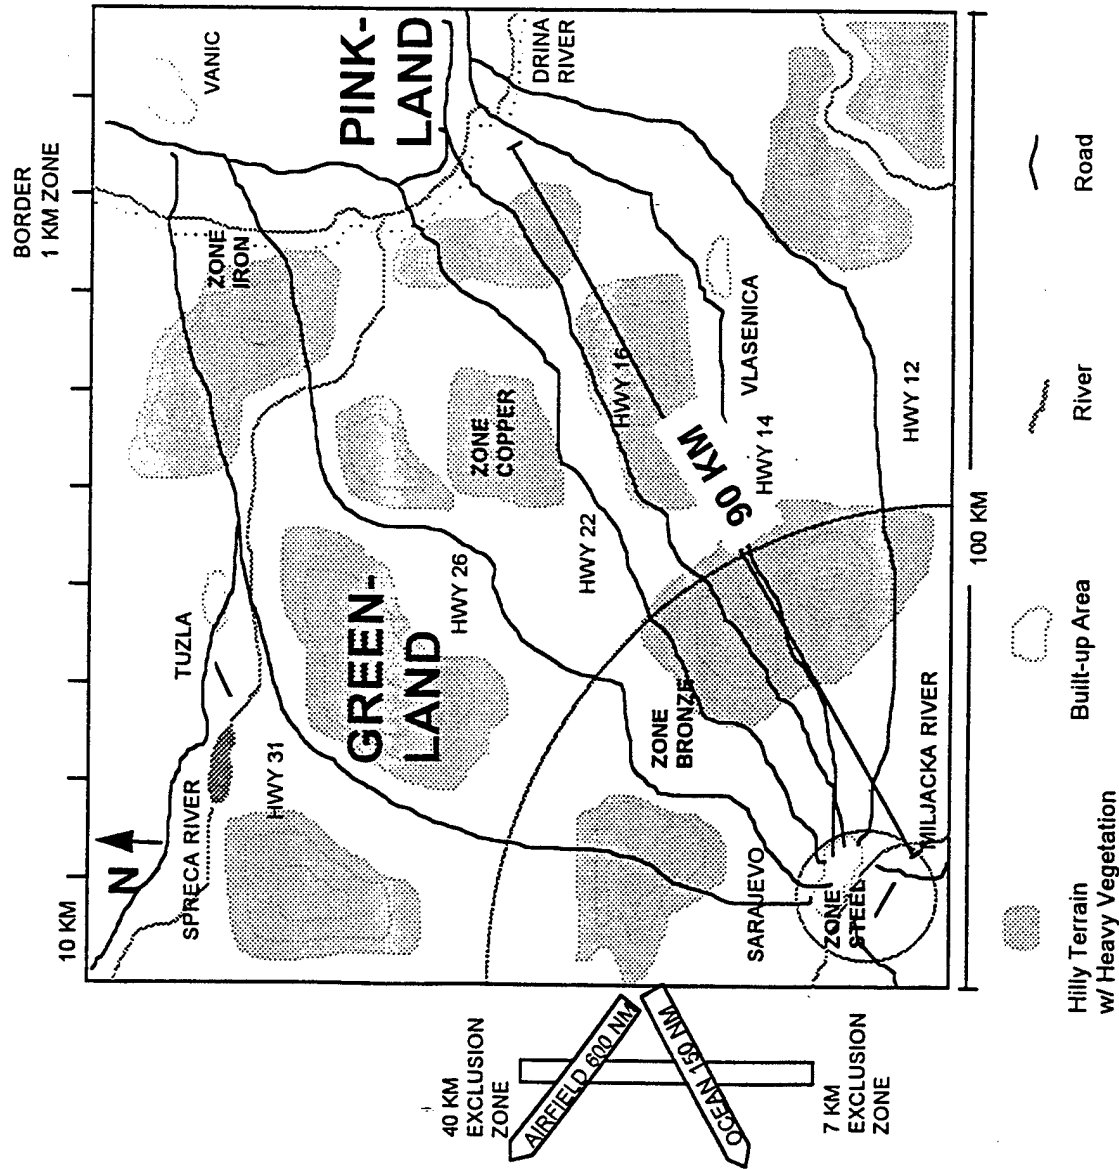 BORDER
1 KM ZONE
10 KM
N
VANIC
PINK-
LAND
DRINA
RIVER
ZONE
IRON
TUZLA
SPRECA RIVER
HWY 31
GREEN-
LAND
HWY 26
ZONE
COPPER
HWY 22
HWY 16
90 KM
HWY 14
VLASENICA
HWY 12
ZONE
BRONZE
SARAJEVO
ZONE
STEEL
MILJACKA RIVER
100 KM
40 KM
EXCLUSION
ZONE
AIRFIELD 600 NM
OCEAN 150 NM
7 KM
EXCLUSION
ZONE
Hilly Terrain
w/ Heavy Vegetation
Built-up Area
River
Road